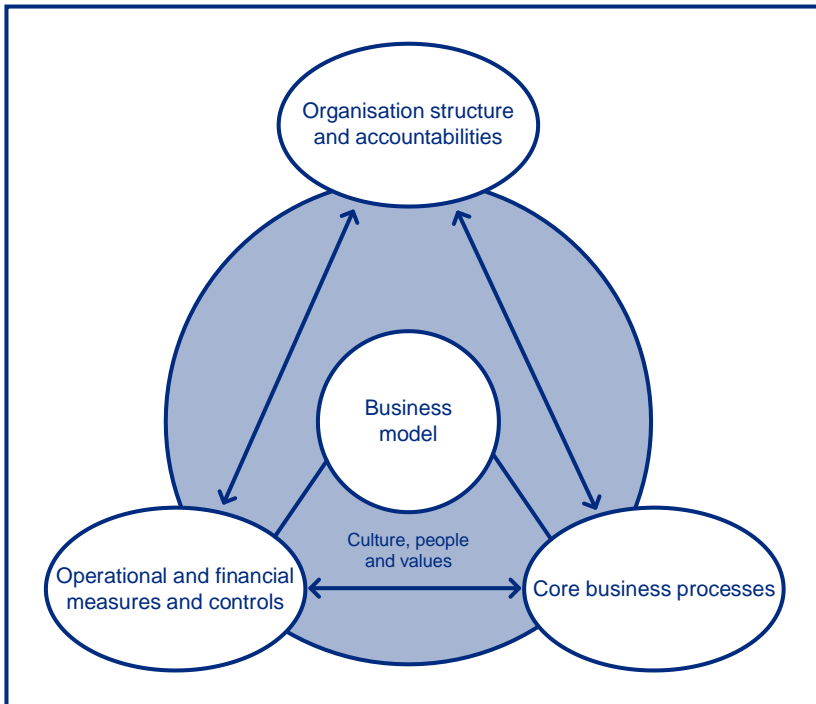 Organisation structure
and accountabilities
Business
model
Culture, people
and values
Operational and financial
measures and controls
Core business processes